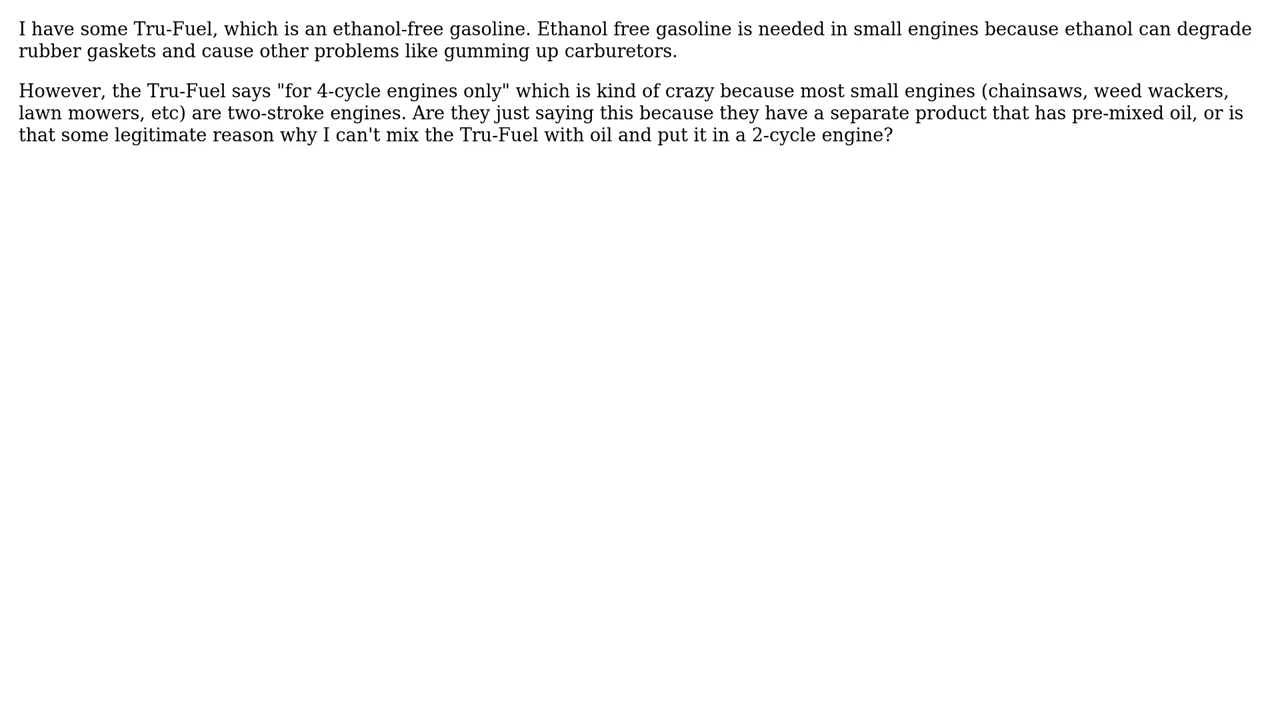 I have some Tru-Fuel, which is an ethanol-free gasoline. Ethanol free gasoline is needed in small engines because ethanol can degrade
rubber gaskets and cause other problems like gumming up carburetors.
However, the Tru-Fuel says "for 4-cycle engines only" which is kind of crazy because most small engines (chainsaws, weed wackers,
lawn mowers, etc) are two-stroke engines. Are they just saying this because they have a separate product that has pre-mixed oil, or is
that some legitimate reason why I can't mix the Tru-Fuel with oil and put it in a 2-cycle engine?